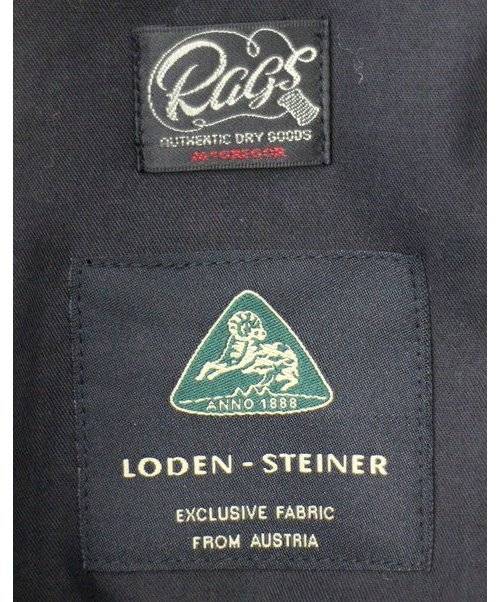 Rags
AUTHENTIC DRY GOODS
McGREGOR
ANNO 1888
LODEN-STEINER
EXCLUSIVE FABRIC
FROM AUSTRIA